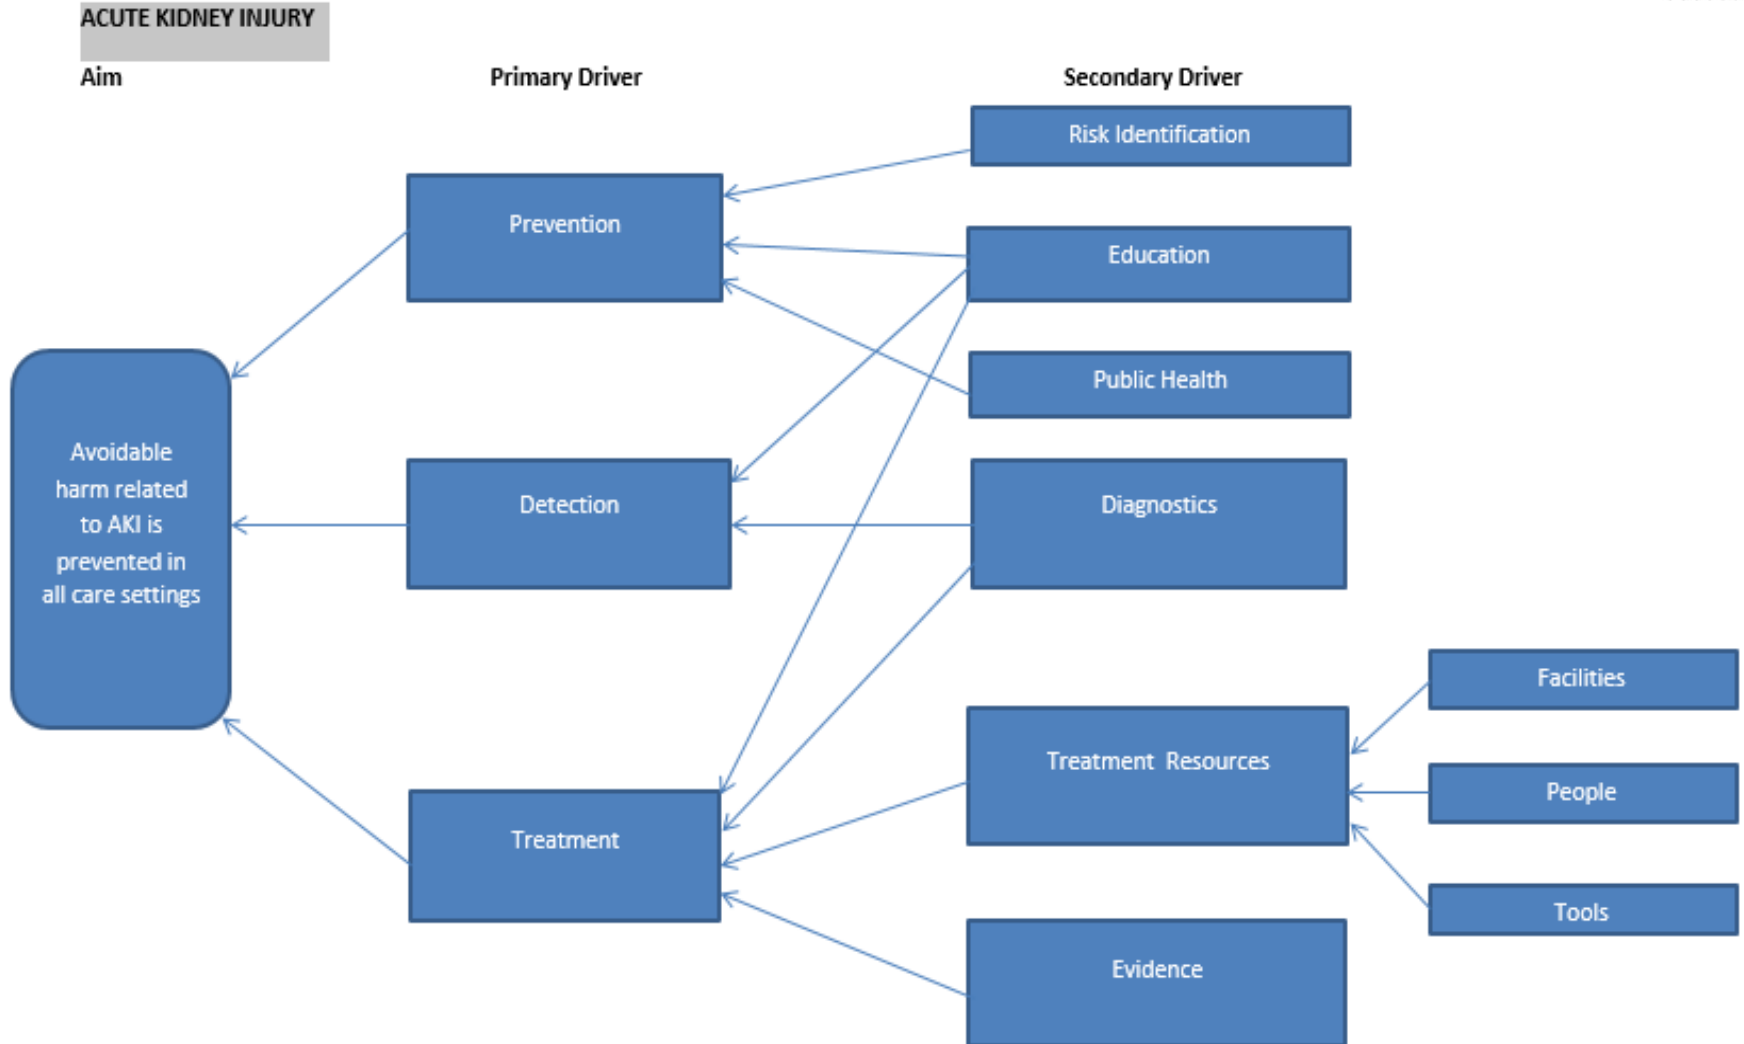 ACUTE KIDNEY INJURY
Aim
Primary Driver
Secondary Driver
Risk Identification
Prevention
Education
Public Health
Avoidable
harm related
to AKI is
prevented in
all care settings
Detection
Diagnostics
Facilities
Treatment Resources
People
Treatment
Tools
Evidence